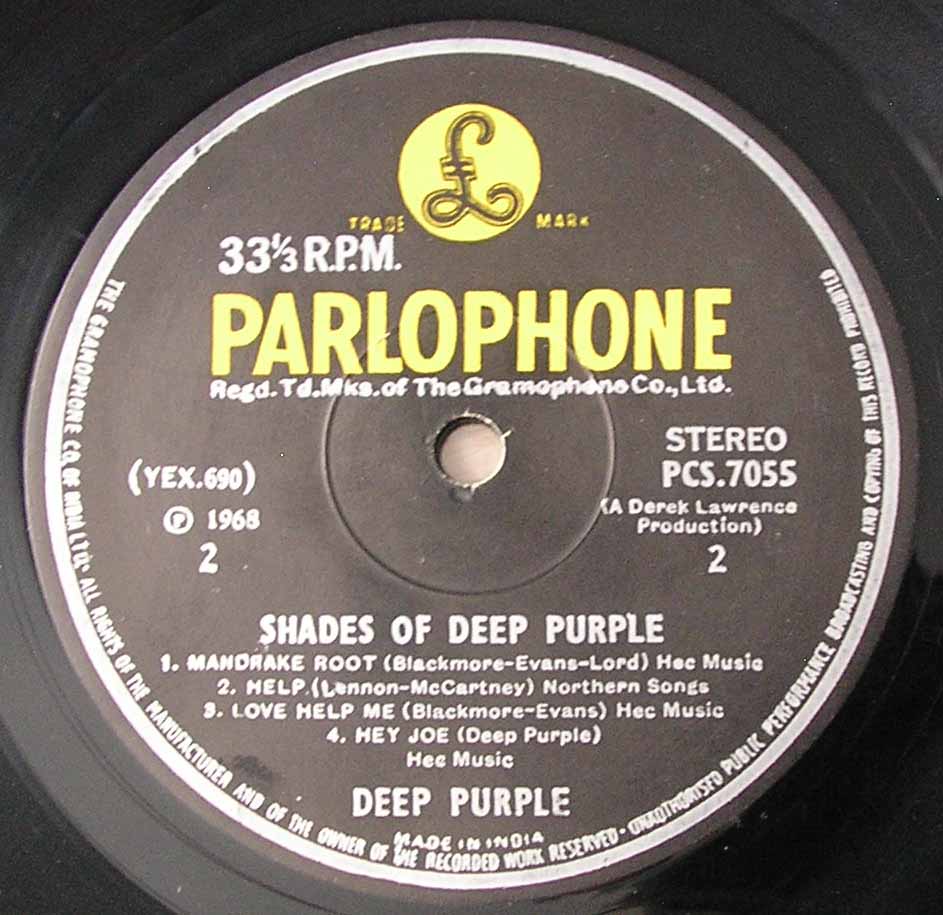 £
TRADE MARK
33⅓ R.P.M.
PARLOPHONE
Regd. Td. Mks. of The Gramophone Co., Ltd.
STEREO
PCS.7055
(YEX.690)
(A Derek Lawrence
Production)
℗ 1968
2
2
SHADES OF DEEP PURPLE
1. MANDRAKE ROOT (Blackmore-Evans-Lord) Hec Music
2. HELP (Lennon-McCartney) Northern Songs
3. LOVE HELP ME (Blackmore-Evans) Hec Music
4. HEY JOE (Deep Purple)
Hec Music
DEEP PURPLE
MADE IN INDIA
THE GRAMOPHONE CO. OF INDIA LTD. ALL RIGHTS OF THE MANUFACTURER AND OF THE OWNER OF THE RECORDED WORK RESERVED · UNAUTHORISED PUBLIC PERFORMANCE BROADCASTING AND COPYING OF THIS RECORD PROHIBITED